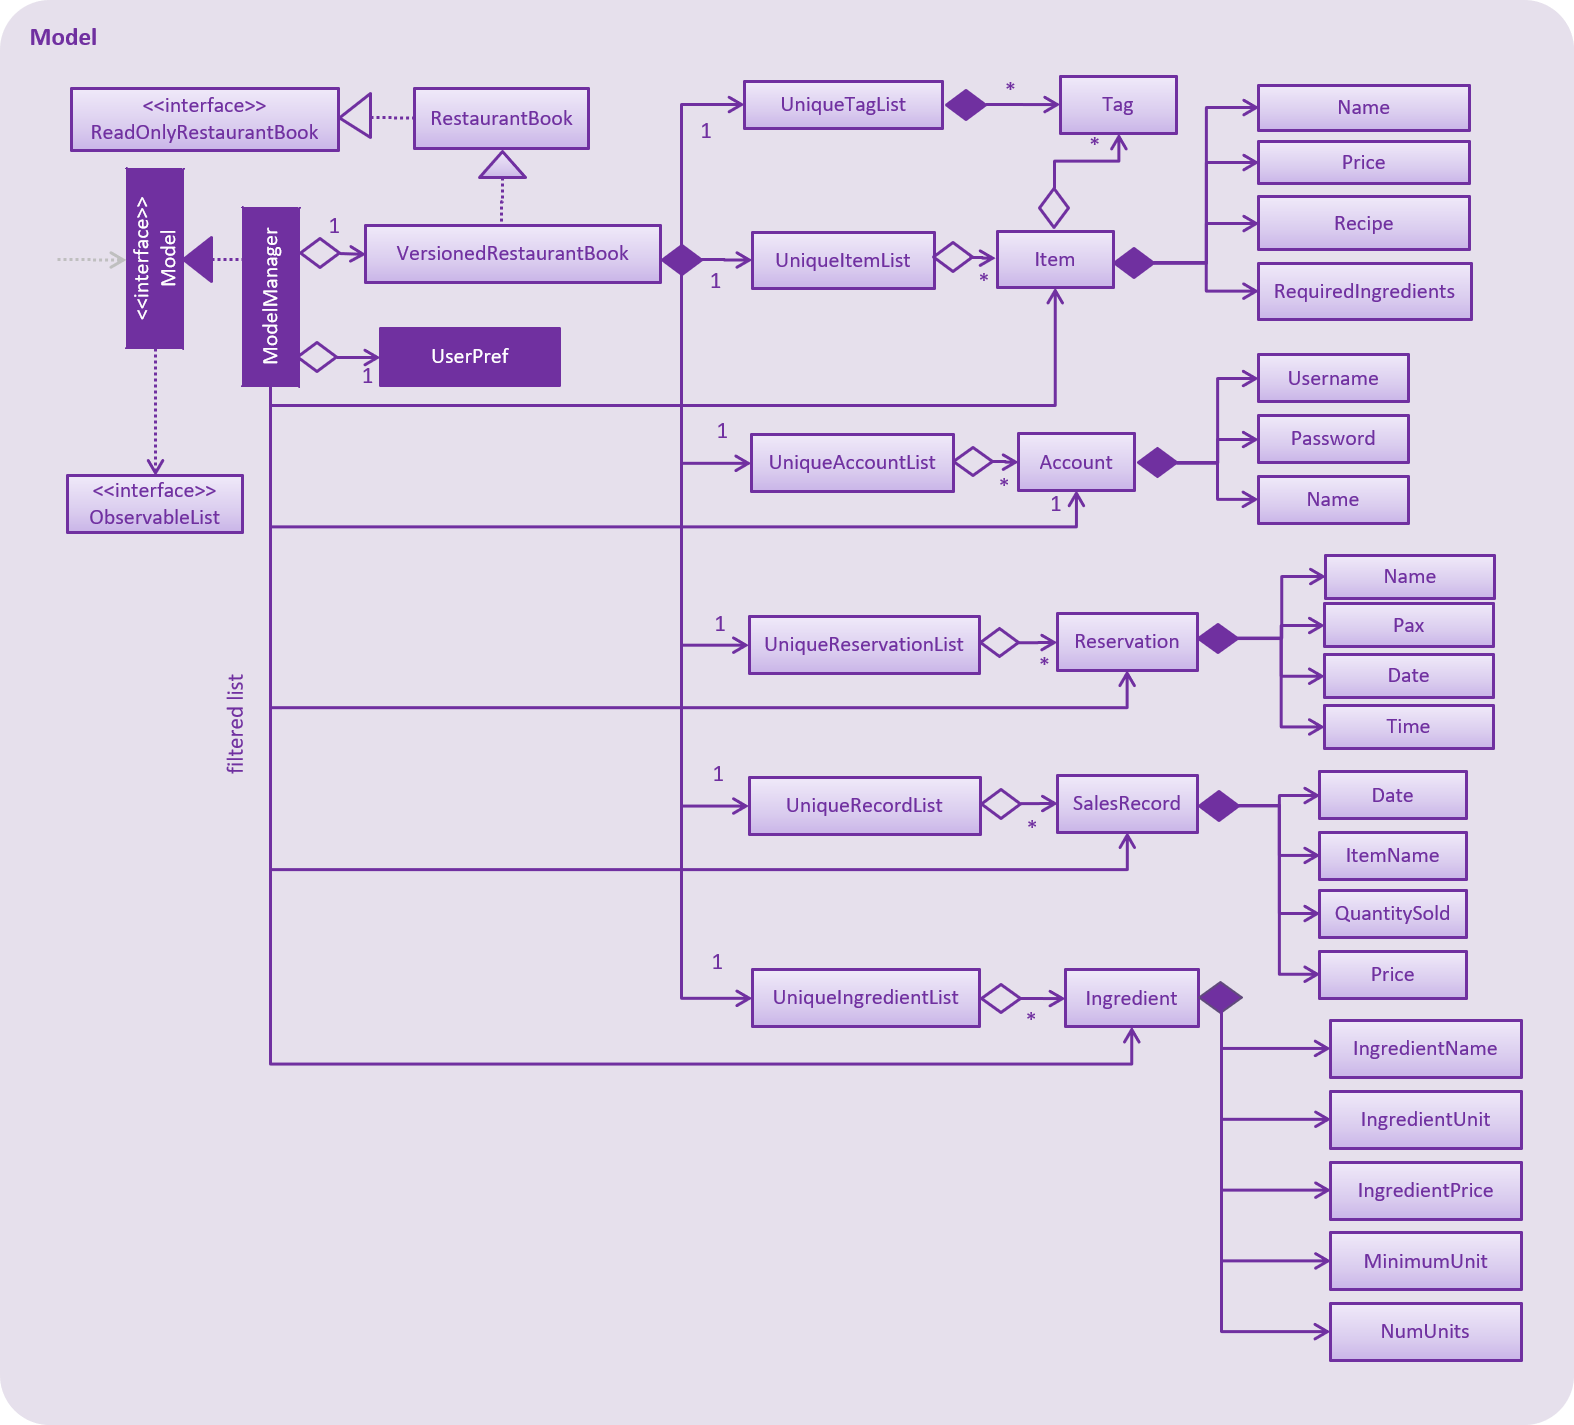 Model
<<interface>>
ReadOnlyRestaurantBook
RestaurantBook
<<interface>>
Model
ModelManager
1
VersionedRestaurantBook
1
UserPref
<<interface>>
ObservableList
filtered list
1
UniqueTagList
*
Tag
*
1
UniqueItemList
*
Item
Name
Price
Recipe
RequiredIngredients
1
UniqueAccountList
*
Account
1
Username
Password
Name
1
UniqueReservationList
*
Reservation
Name
Pax
Date
Time
1
UniqueRecordList
*
SalesRecord
Date
ItemName
QuantitySold
Price
1
UniqueIngredientList
*
Ingredient
IngredientName
IngredientUnit
IngredientPrice
MinimumUnit
NumUnits